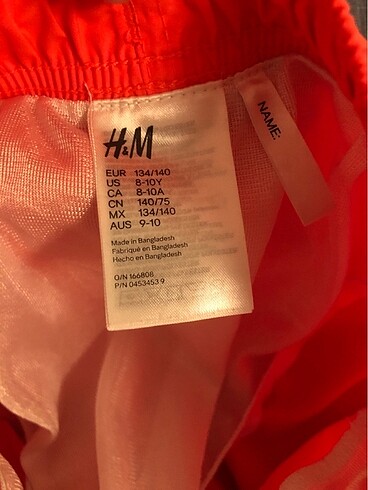 H&M
EUR 134/140
US 8-10Y
CA 8-10A
CN 140/75
MX 134/140
AUS 9-10
Made in Bangladesh
Fabriqué en Bangladesh
Hecho en Bangladesh
O/N 166808
P/N 0453453 9
NAME: